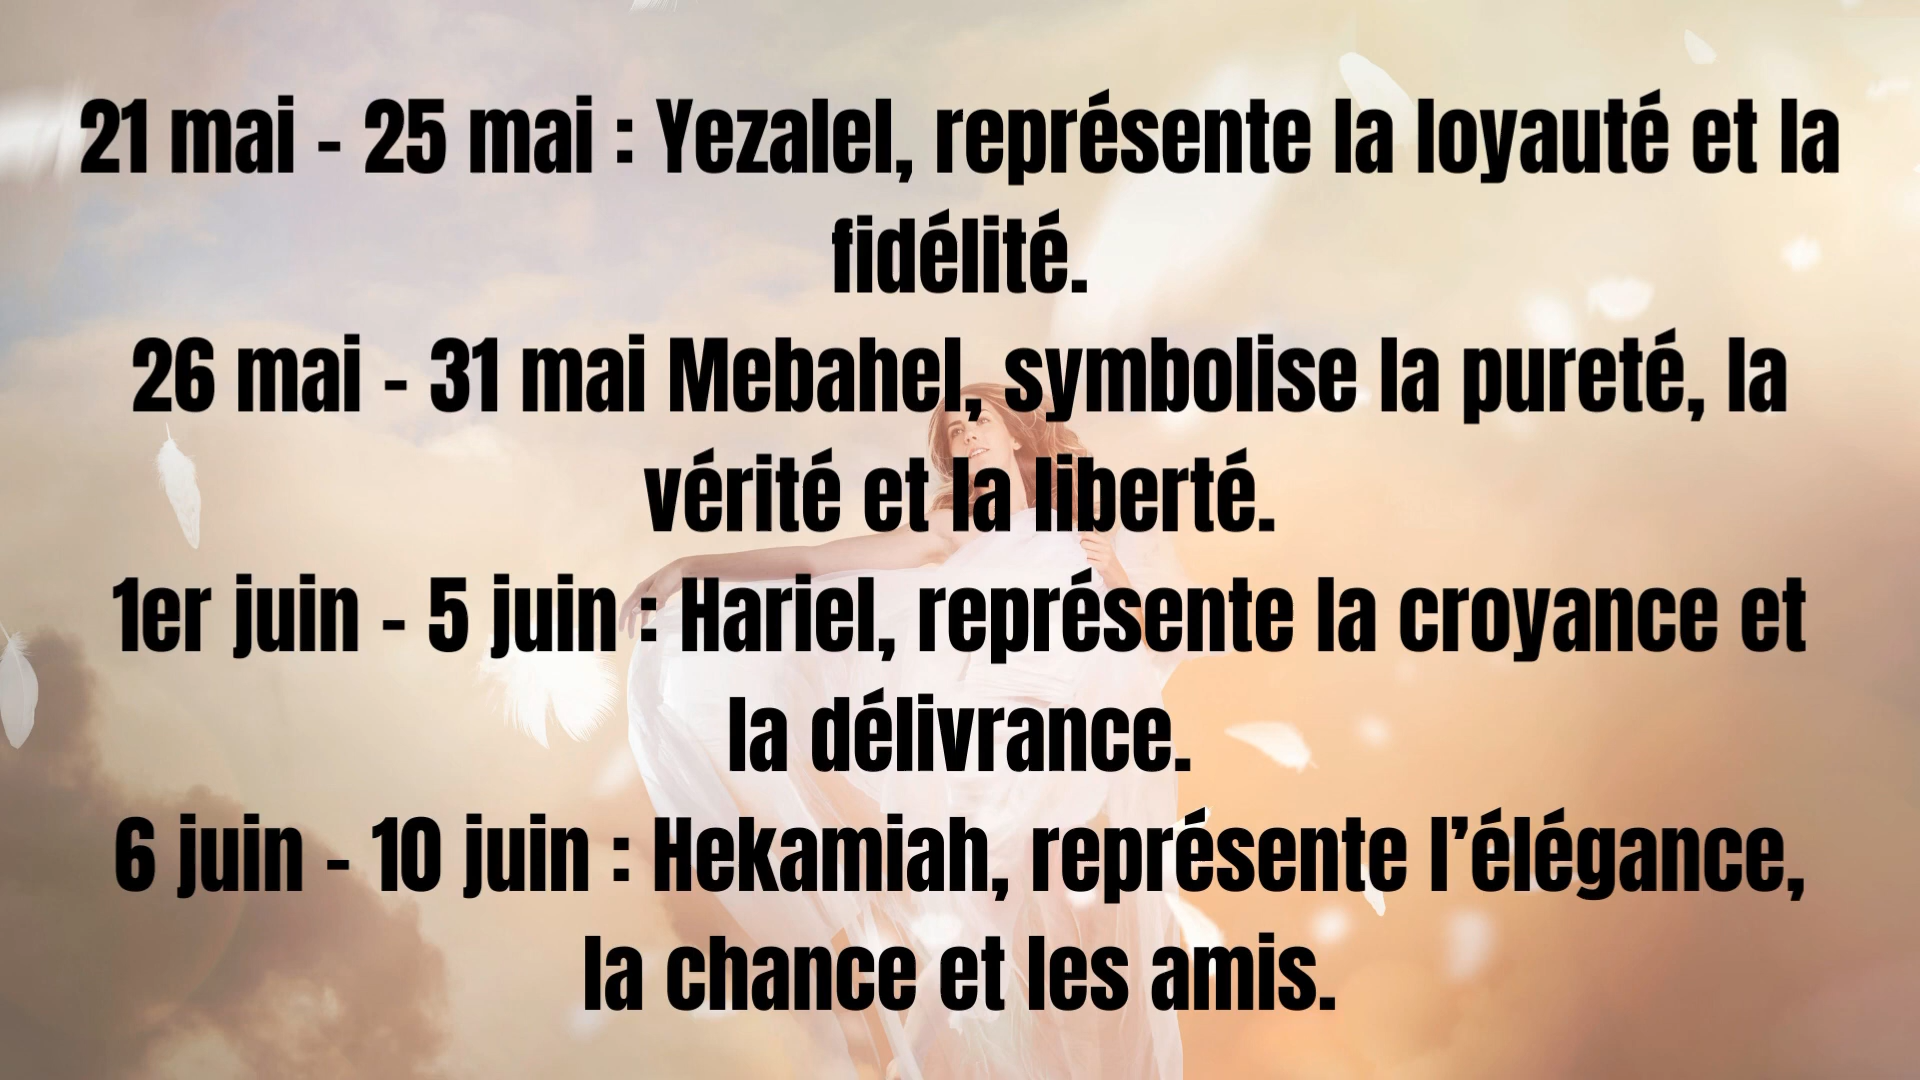 21 mai - 25 mai : Yezalel, représente la loyauté et la
fidélité.
26 mai - 31 mai Mebahel, symbolise la pureté, la
vérité et la liberté.
1er juin - 5 juin : Hariel, représente la croyance et
la délivrance.
6 juin - 10 juin : Hekamiah, représente l’élégance,
la chance et les amis.